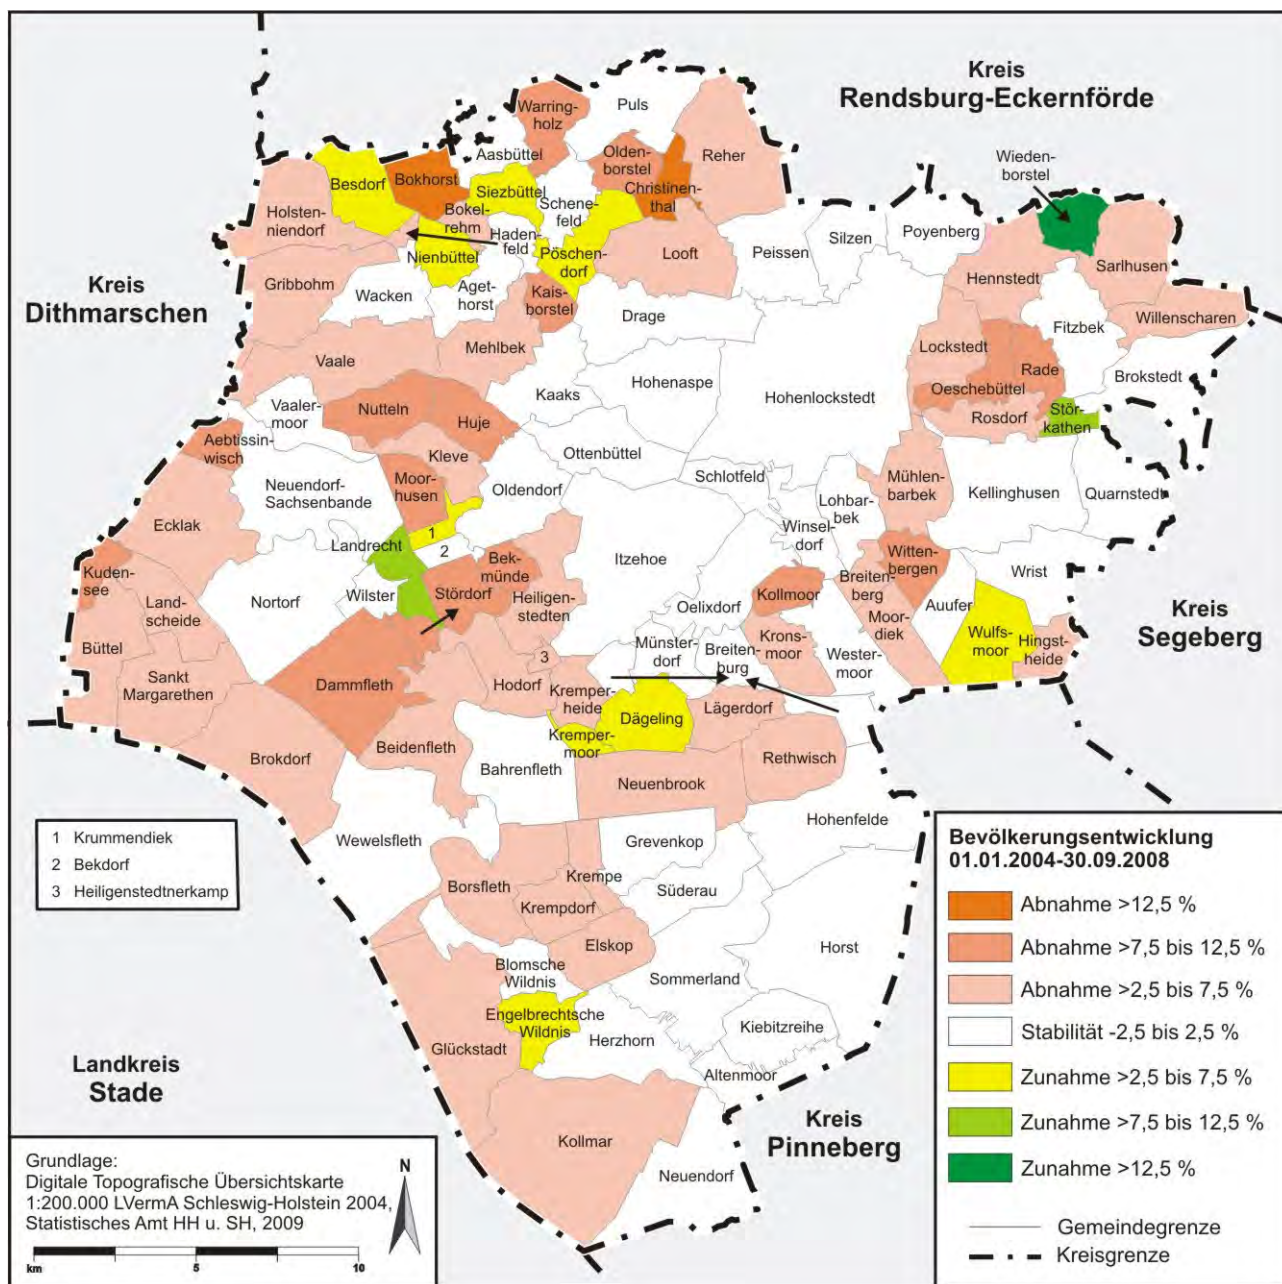 Kreis
Rendsburg-Eckernförde
Kreis
Dithmarschen
Kreis
Segeberg
Landkreis
Stade
Kreis
Pinneberg
Warring-
holz
Puls
Aasbüttel
Olden-
borstel
Reher
Besdorf
Bokhorst
Siezbüttel
Christinen-
thal
Schene-
feld
Wieden-
borstel
Holsten-
niendorf
Bokel-
rehm
Haden-
feld
Nienbüttel
Pöschen-
dorf
Looft
Peissen
Silzen
Poyenberg
Sarlhusen
Hennstedt
Gribbohm
Wacken
Aget-
horst
Kais-
borstel
Drage
Fitzbek
Willenscharen
Vaale
Mehlbek
Lockstedt
Rade
Brokstedt
Kaaks
Hohenaspe
Hohenlockstedt
Oeschebüttel
Rosdorf
Stör-
kathen
Vaaler-
moor
Nutteln
Huje
Aebtissin-
wisch
Kleve
Ottenbüttel
Neuendorf-
Sachsenbande
Moor-
husen
Oldendorf
Schlotfeld
Lohbar-
bek
Mühlen-
barbek
Kellinghusen
Quarnstedt
Ecklak
1
2
Landrecht
Winsel-
dorf
Itzehoe
Bek-
münde
Witten-
bergen
Wrist
Kuden-
see
Land-
scheide
Nortorf
Wilster
Stördorf
Heiligen-
stedten
Kollmoor
Breiten-
berg
Auufer
Oelixdorf
Moor-
diek
Wulfs-
moor
Hingst-
heide
Büttel
Münster-
dorf
Breiten-
burg
Krons-
moor
Wester-
moor
Sankt
Margarethen
Dammfleth
3
Hodorf
Kremper-
heide
Dägeling
Lägerdorf
Kremper-
moor
Brokdorf
Beidenfleth
Bahrenfleth
Neuenbrook
Rethwisch
Wewelsfleth
Grevenkop
Hohenfelde
Krempe
Borsfleth
Süderau
Krempdorf
Elskop
Horst
Blomsche
Wildnis
Sommerland
Engelbrechtsche
Wildnis
Kiebitzreihe
Glückstadt
Herzhorn
Altenmoor
Kollmar
Neuendorf
1 Krummendiek
2 Bekdorf
3 Heiligenstedtnerkamp
Bevölkerungsentwicklung
01.01.2004-30.09.2008
Abnahme >12,5 %
Abnahme >7,5 bis 12,5 %
Abnahme >2,5 bis 7,5 %
Stabilität -2,5 bis 2,5 %
Zunahme >2,5 bis 7,5 %
Zunahme >7,5 bis 12,5 %
Zunahme >12,5 %
Gemeindegrenze
Kreisgrenze
Grundlage:
Digitale Topografische Übersichtskarte
1:200.000 LVermA Schleswig-Holstein 2004,
Statistisches Amt HH u. SH, 2009
N
km 5 10